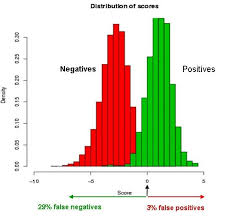 Distribution of scores
Negatives
Positives
Density
0.00 0.05 0.10 0.15 0.20 0.25 0.30
-10 -5 0 5
Score
29% false negatives
3% false positives